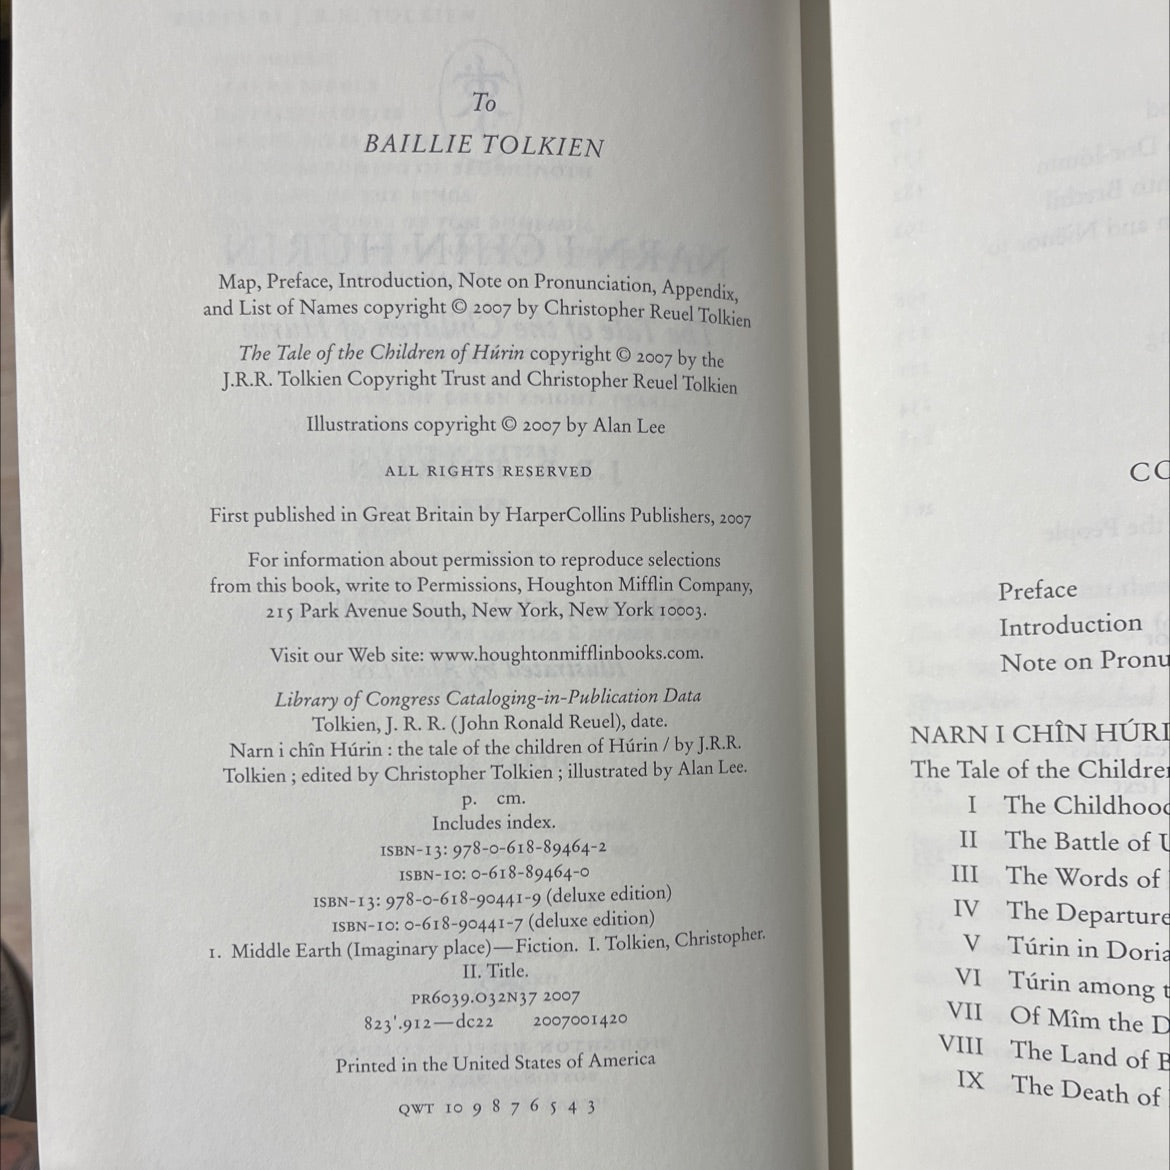 To
BAILLIE TOLKIEN
Map, Preface, Introduction, Note on Pronunciation, Appendix,
and List of Names copyright © 2007 by Christopher Reuel Tolkien
The Tale of the Children of Húrin copyright © 2007 by the
J.R.R. Tolkien Copyright Trust and Christopher Reuel Tolkien
Illustrations copyright © 2007 by Alan Lee
ALL RIGHTS RESERVED
First published in Great Britain by HarperCollins Publishers, 2007
For information about permission to reproduce selections
from this book, write to Permissions, Houghton Mifflin Company,
215 Park Avenue South, New York, New York 10003.
Visit our Web site: www.houghtonmifflinbooks.com.
Library of Congress Cataloging-in-Publication Data
Tolkien, J. R. R. (John Ronald Reuel), date.
Narn i chîn Húrin : the tale of the children of Húrin / by J.R.R.
Tolkien ; edited by Christopher Tolkien ; illustrated by Alan Lee.
p. cm.
Includes index.
ISBN-13: 978-0-618-89464-2
ISBN-10: 0-618-89464-0
ISBN-13: 978-0-618-90441-9 (deluxe edition)
ISBN-10: 0-618-90441-7 (deluxe edition)
1. Middle Earth (Imaginary place)—Fiction. I. Tolkien, Christopher.
II. Title.
PR6039.O32N37 2007
823'.912—dc22 2007001420
Printed in the United States of America
QWT 10 9 8 7 6 5 4 3
CO
Preface
Introduction
Note on Pronu
NARN I CHÎN HÚRI
The Tale of the Childre
I The Childhood
II The Battle of U
III The Words of
IV The Departure
V Túrin in Doria
VI Túrin among t
VII Of Mîm the D
VIII The Land of B
IX The Death of